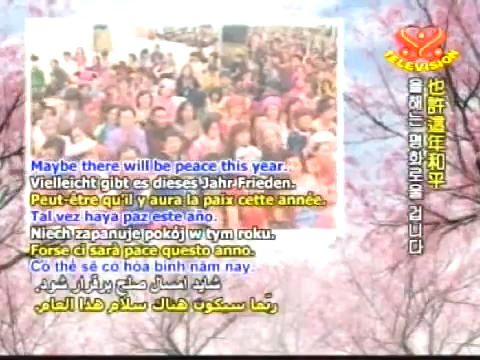 TELEVISION
Maybe there will be peace this year.
Vielleicht gibt es dieses Jahr Frieden.
Peut-être qu'il y aura la paix cette année.
Tal vez haya paz este año.
Niech zapanuje pokój w tym roku.
Forse ci sarà pace questo anno.
Có thể sẽ có hòa bình năm nay.
شاید امسال صلح برقرار شود.
ربّما سيكون هناك سلام هذا العام.
也許這年和平
올해는 평화로울 겁니다